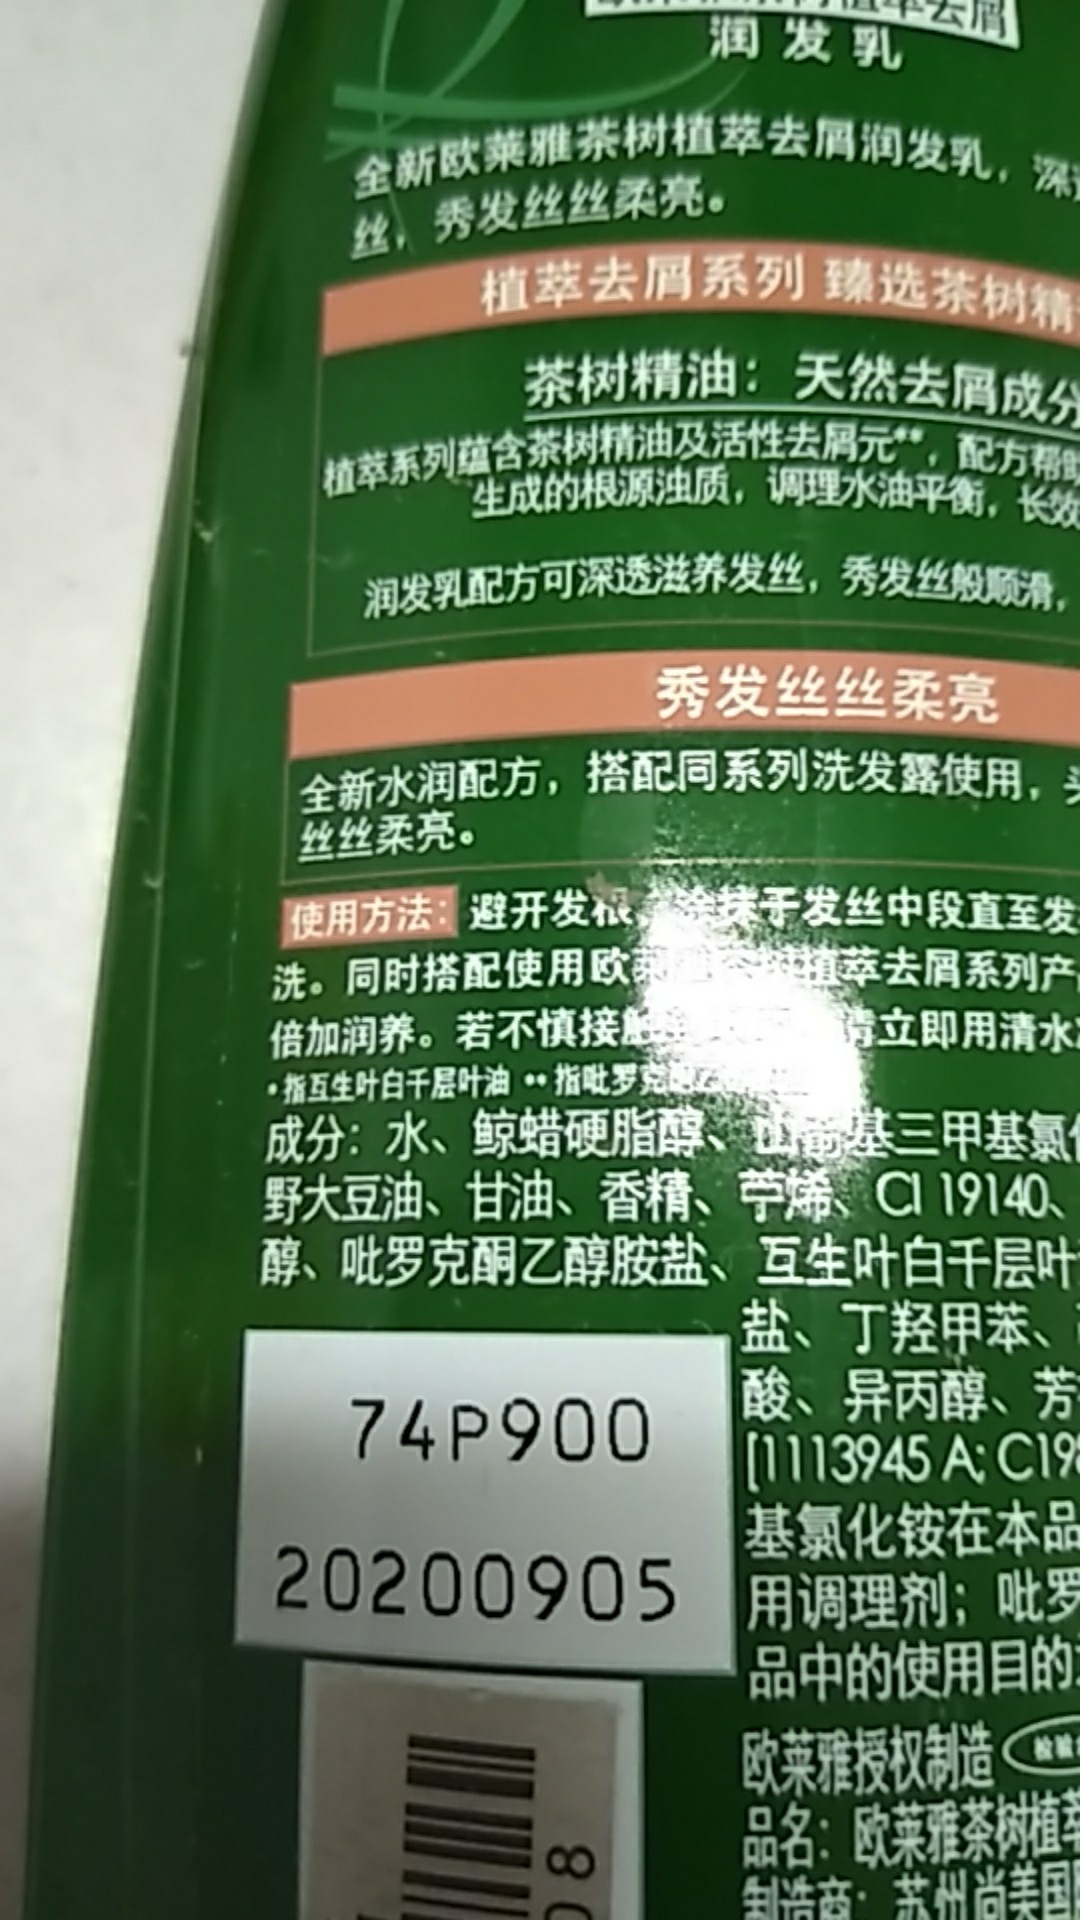 植萃去屑
润发乳
全新欧莱雅茶树植萃去屑润发乳，深
丝，秀发丝丝柔亮。
植萃去屑系列 臻选茶树精
茶树精油：天然去屑成分
植萃系列蕴含茶树精油及活性去屑元**，配方帮
生成的根源浊质，调理水油平衡，长效
润发乳配方可深透滋养发丝，秀发丝般顺滑，
秀发丝丝柔亮
全新水润配方，搭配同系列洗发露使用，
丝丝柔亮。
使用方法：避开发根 涂抹于发丝中段直至发
洗。同时搭配使用欧 植萃去屑系列产
倍加润养。若不慎接触 请立即用清水
*指互生叶白千层叶油 **指吡罗克
成分：水、鲸蜡硬脂醇、山嵛基三甲基氯
野大豆油、甘油、香精、苧烯、CI 19140、
醇、吡罗克酮乙醇胺盐、互生叶白千层叶
盐、丁羟甲苯、
酸、异丙醇、芳
[1113945 A; C19
基氯化铵在本品
用调理剂；吡罗
品中的使用目的
74P900
20200905
欧莱雅授权制造
品名：欧莱雅茶树植萃
制造商：苏州尚美国
08